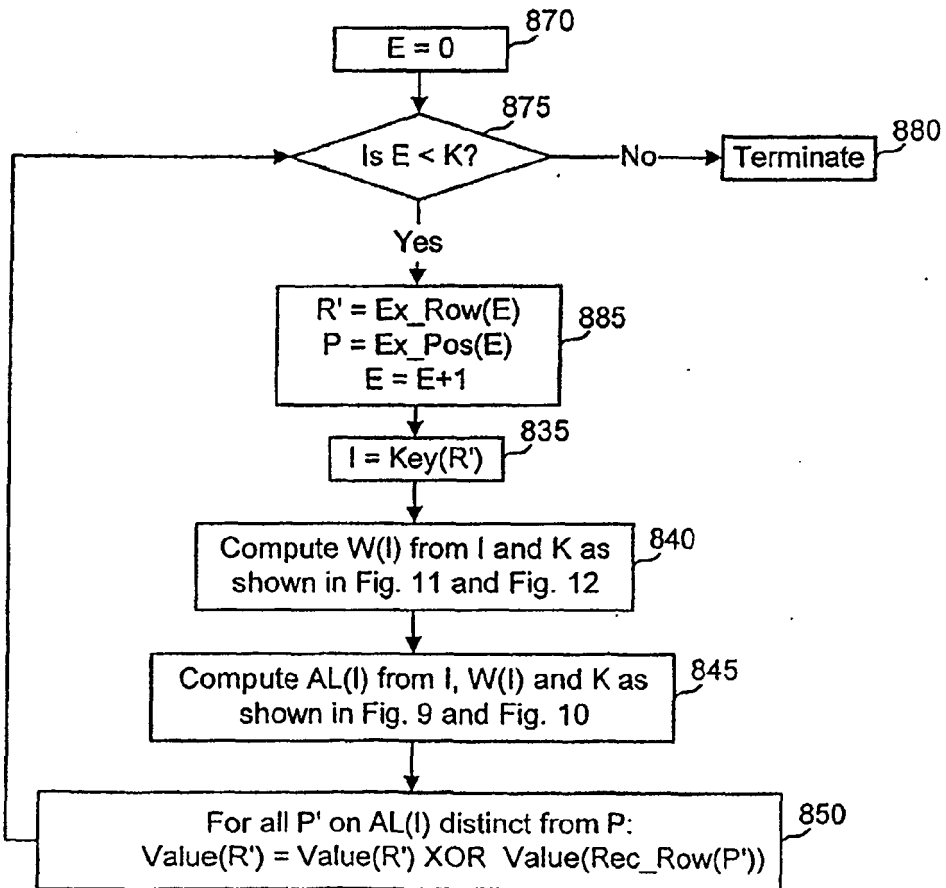 E = 0
870
Is E < K?
875
No
Terminate
880
Yes
R' = Ex_Row(E)
P = Ex_Pos(E)
E = E+1
885
I = Key(R')
835
Compute W(I) from I and K as
shown in Fig. 11 and Fig. 12
840
Compute AL(I) from I, W(I) and K as
shown in Fig. 9 and Fig. 10
845
For all P' on AL(I) distinct from P:
Value(R') = Value(R') XOR Value(Rec_Row(P'))
850